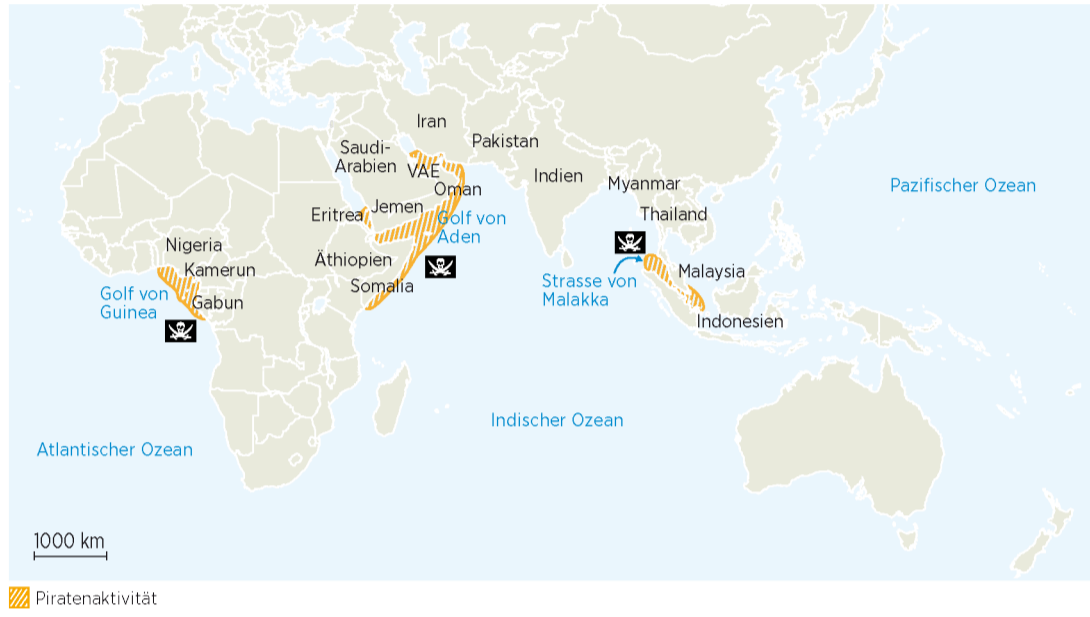 Iran
Pakistan
Saudi-
Arabien
VAE
Indien
Myanmar
Oman
Pazifischer Ozean
Eritrea
Jemen
Golf von
Aden
Thailand
Nigeria
Kamerun
Äthiopien
Somalia
Malaysia
Strasse von
Malakka
Golf von
Guinea
Gabun
Indonesien
Indischer Ozean
Atlantischer Ozean
1000 km
Piratenaktivität